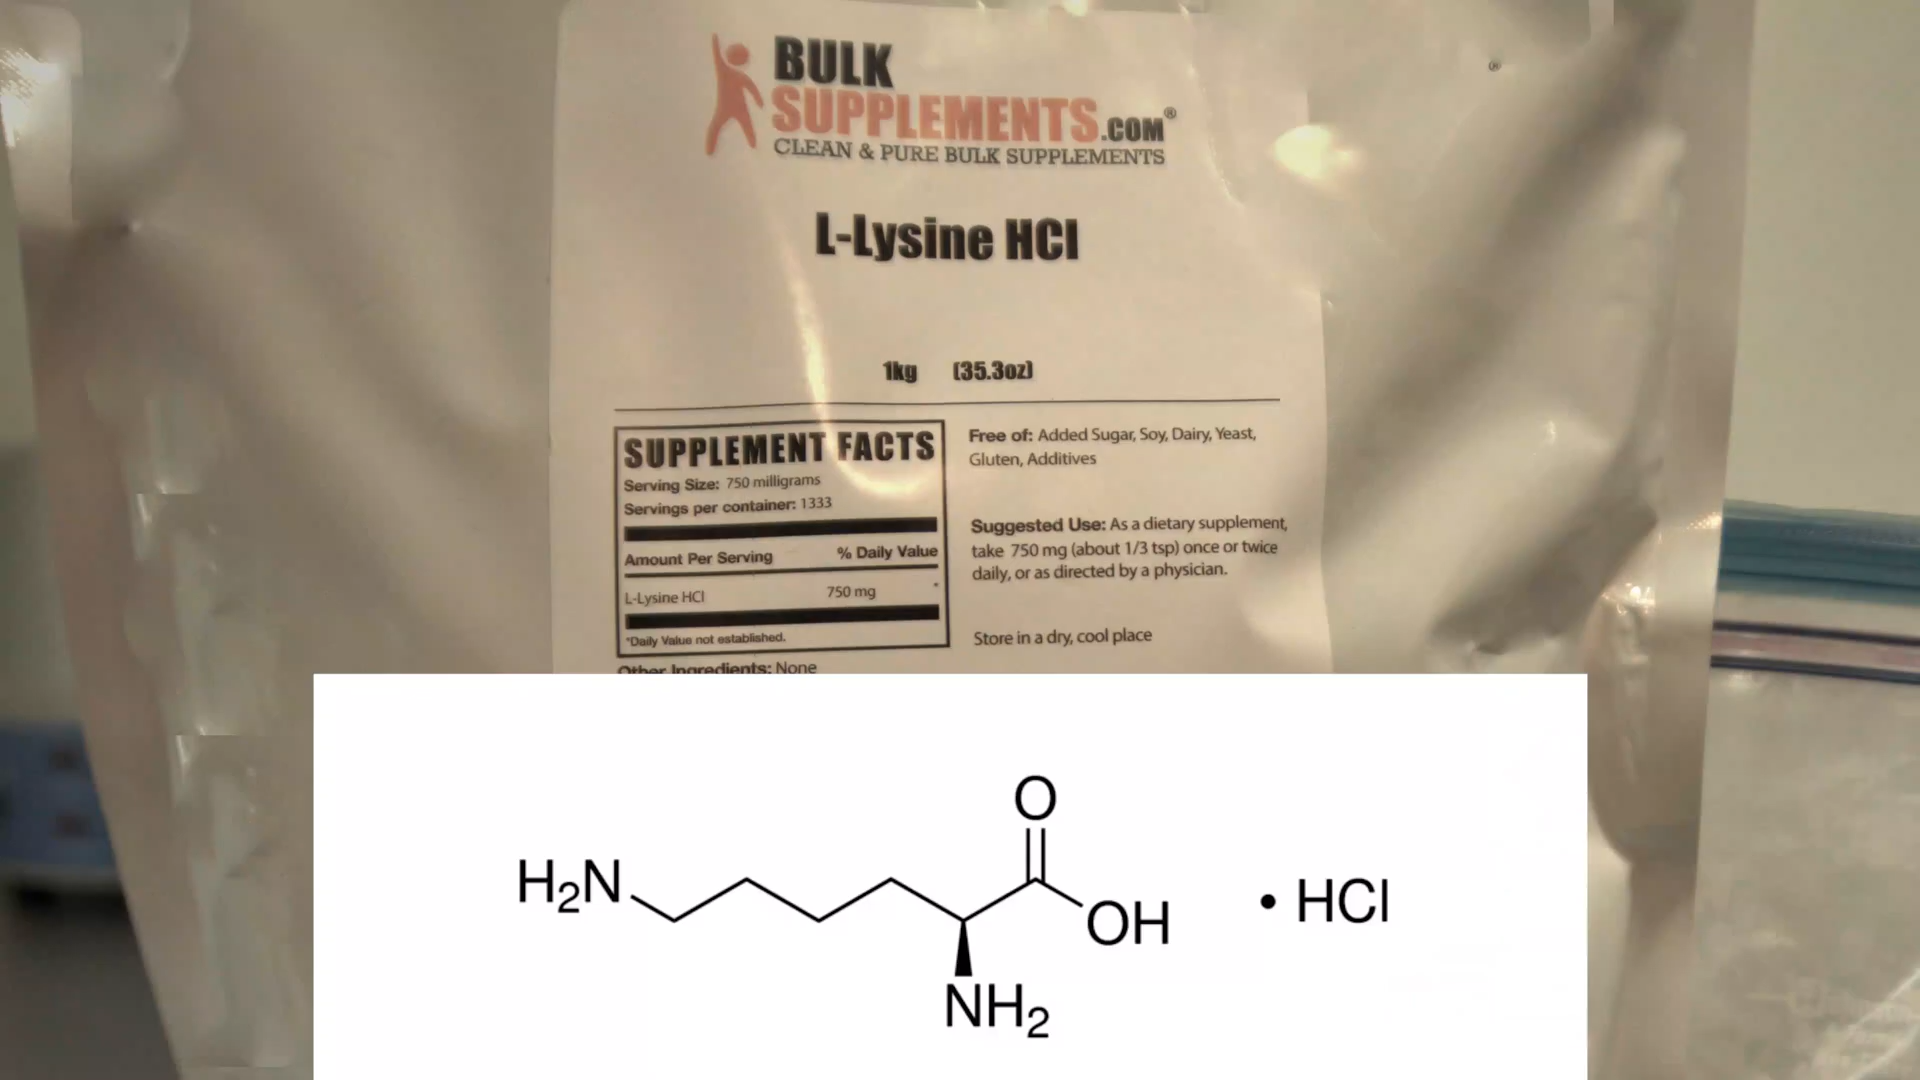 BULK
SUPPLEMENTS.COM®
CLEAN & PURE BULK SUPPLEMENTS
®
L-Lysine HCl
1kg (35.3oz)
SUPPLEMENT FACTS
Serving Size: 750 milligrams
Servings per container: 1333
Amount Per Serving % Daily Value
L-Lysine HCl 750 mg *
*Daily Value not established.
Other Ingredients: None
Free of: Added Sugar, Soy, Dairy, Yeast,
Gluten, Additives
Suggested Use: As a dietary supplement,
take 750 mg (about 1/3 tsp) once or twice
daily, or as directed by a physician.
Store in a dry, cool place
O
H₂N
OH
• HCl
NH₂